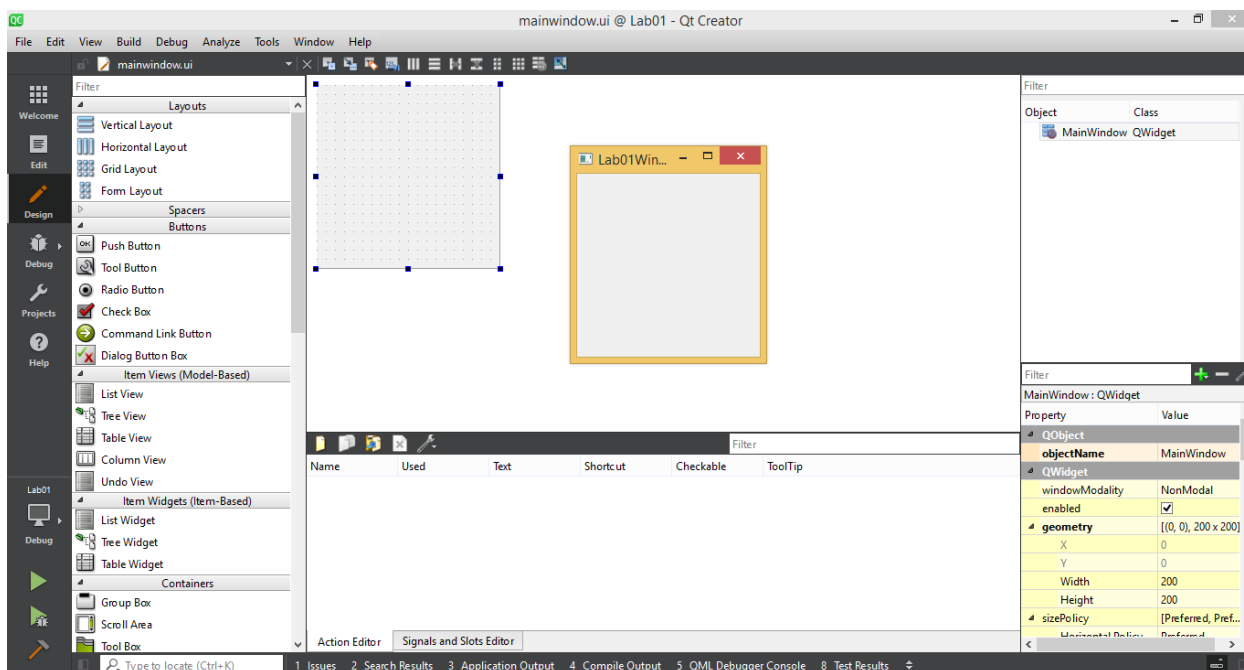 mainwindow.ui @ Lab01 - Qt Creator
File Edit View Build Debug Analyze Tools Window Help
mainwindow.ui
Welcome
Edit
Design
Debug
Projects
Help
Lab01
Debug
Filter
Layouts
Vertical Layout
Horizontal Layout
Grid Layout
Form Layout
Spacers
Buttons
OK Push Button
Tool Button
Radio Button
Check Box
Command Link Button
Dialog Button Box
Item Views (Model-Based)
List View
Tree View
Table View
Column View
Undo View
Item Widgets (Item-Based)
List Widget
Tree Widget
Table Widget
Containers
Group Box
Scroll Area
Tool Box
Lab01Win...
Filter
Name Used Text Shortcut Checkable ToolTip
Action Editor Signals and Slots Editor
Filter
Object Class
MainWindow QWidget
Filter
MainWindow : QWidget
Property Value
QObject
objectName MainWindow
QWidget
windowModality NonModal
enabled
geometry [(0, 0), 200 x 200]
X 0
Y 0
Width 200
Height 200
sizePolicy [Preferred, Pref...
Horizontal Policy Preferred
Type to locate (Ctrl+K) 1 Issues 2 Search Results 3 Application Output 4 Compile Output 5 QML Debugger Console 8 Test Results